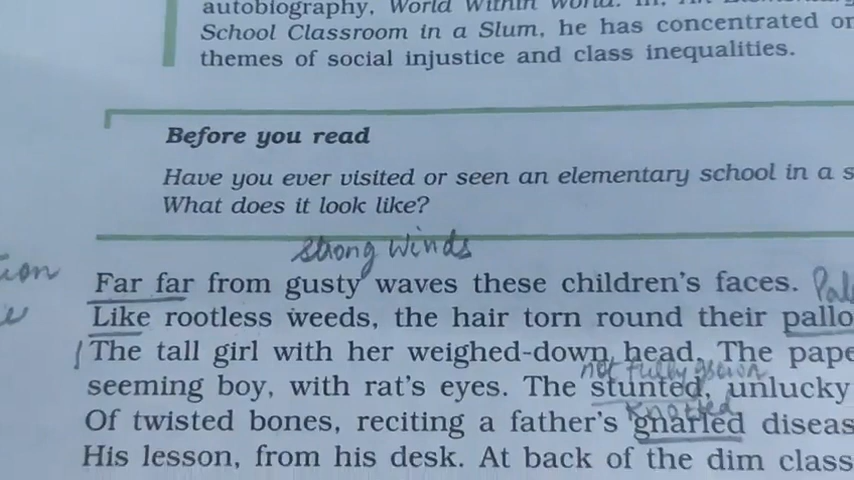 autobiography, World Within World. In, An Elementary
School Classroom in a Slum, he has concentrated on
themes of social injustice and class inequalities.
Before you read
Have you ever visited or seen an elementary school in a s
What does it look like?
strong winds
Far far from gusty waves these children's faces.
Like rootless weeds, the hair torn round their pallo
The tall girl with her weighed-down head. The pape
not fully grown
seeming boy, with rat's eyes. The stunted, unlucky
knotted
Of twisted bones, reciting a father's gnarled diseas
His lesson, from his desk. At back of the dim class